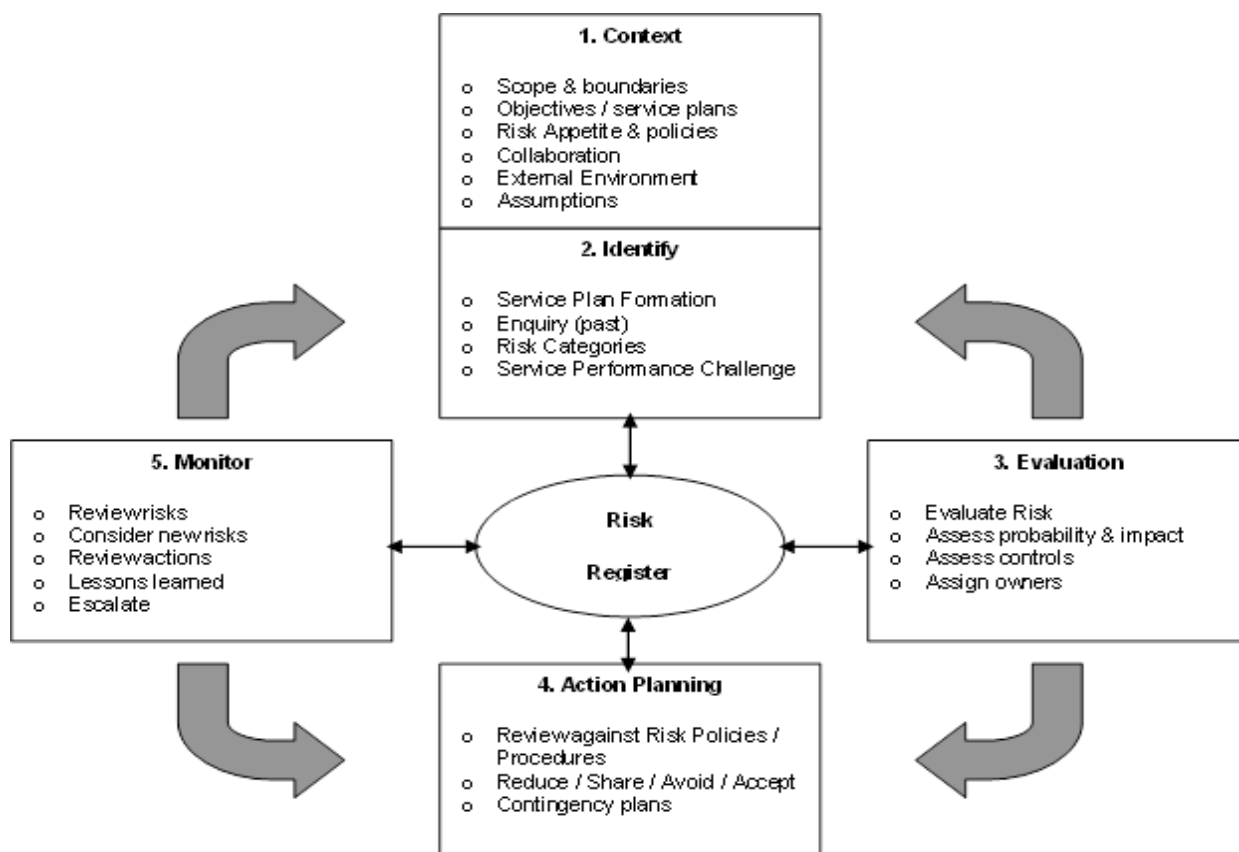 1. Context
o Scope & boundaries
o Objectives / service plans
o Risk Appetite & policies
o Collaboration
o External Environment
o Assumptions
2. Identify
o Service Plan Formation
o Enquiry (past)
o Risk Categories
o Service Performance Challenge
5. Monitor
o Reviewrisks
o Consider newrisks
o Reviewactions
o Lessons learned
o Escalate
Risk
Register
3. Evaluation
o Evaluate Risk
o Assess probability & impact
o Assess controls
o Assign owners
4. Action Planning
o Reviewagainst Risk Policies /
Procedures
o Reduce / Share / Avoid / Accept
o Contingency plans